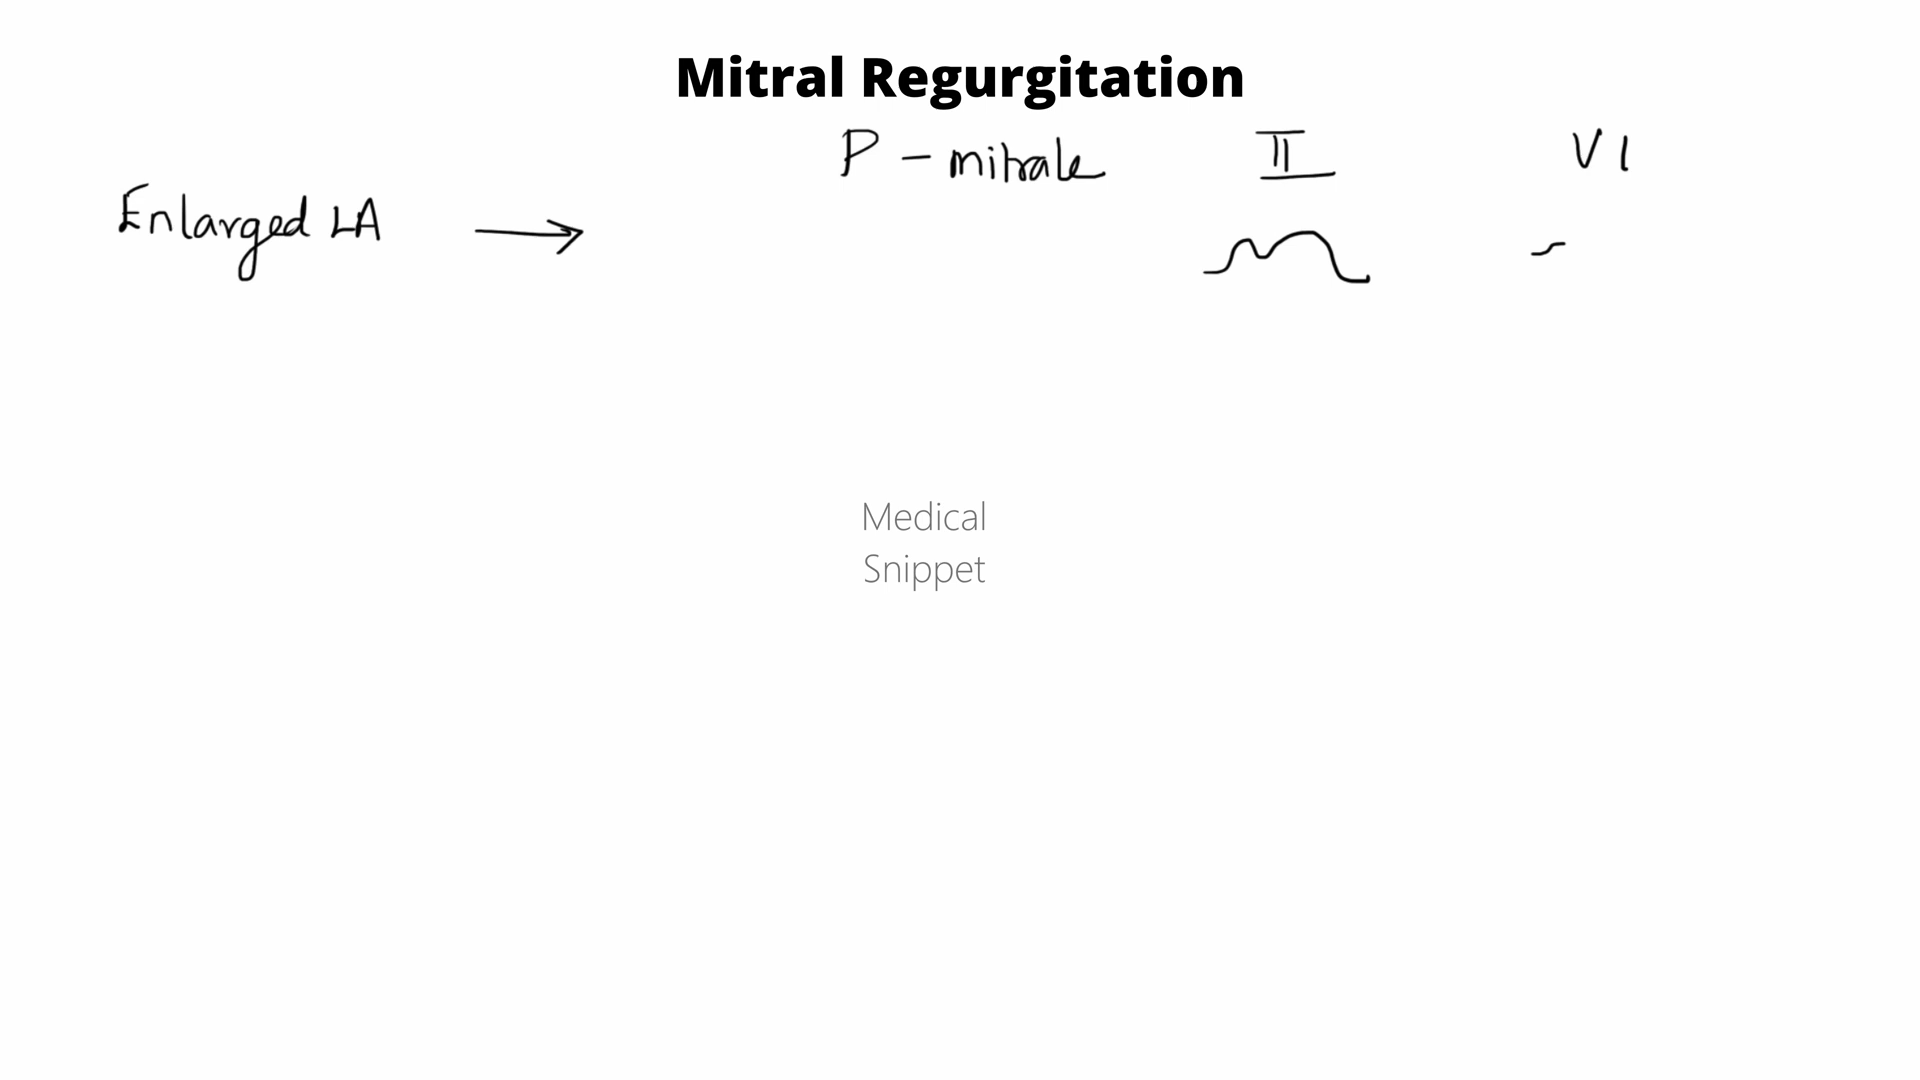 Mitral Regurgitation
P - mitrale II V1
Enlarged LA →
Medical
Snippet